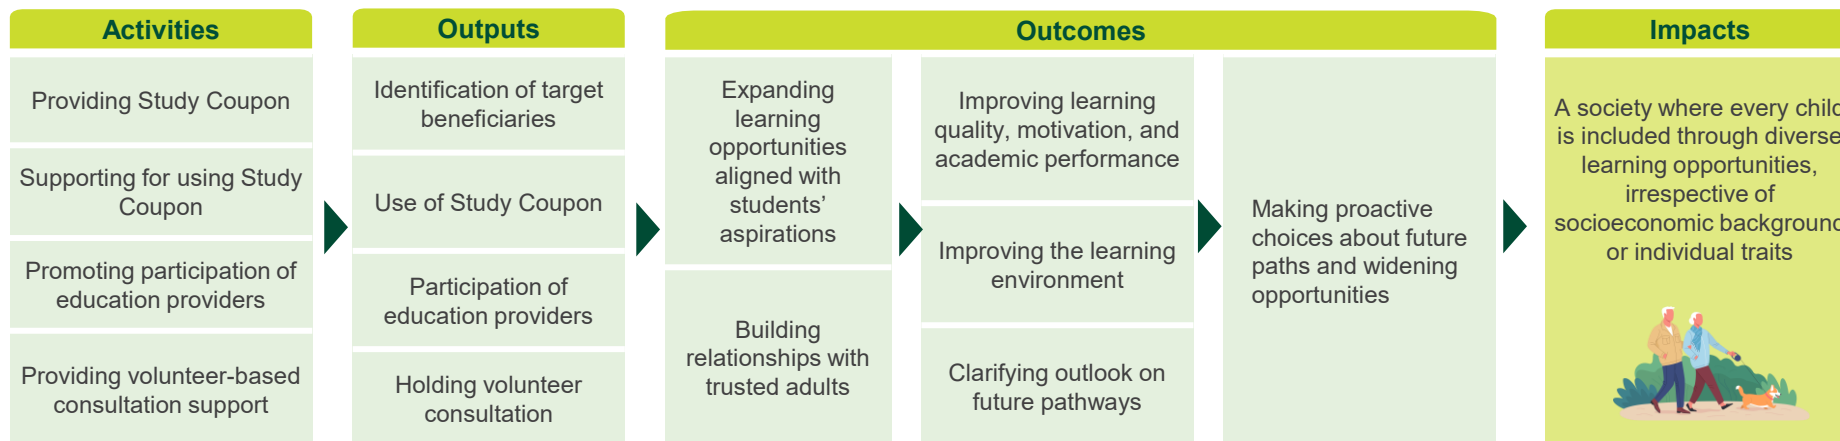 Activities
Providing Study Coupon
Supporting for using Study
Coupon
Promoting participation of
education providers
Providing volunteer-based
consultation support
Outputs
Identification of target
beneficiaries
Use of Study Coupon
Participation of
education providers
Holding volunteer
consultation
Outcomes
Expanding
learning
opportunities
aligned with
students’
aspirations
Building
relationships with
trusted adults
Improving learning
quality, motivation, and
academic performance
Improving the learning
environment
Clarifying outlook on
future pathways
Making proactive
choices about future
paths and widening
opportunities
Impacts
A society where every child
is included through diverse
learning opportunities,
irrespective of
socioeconomic background
or individual traits